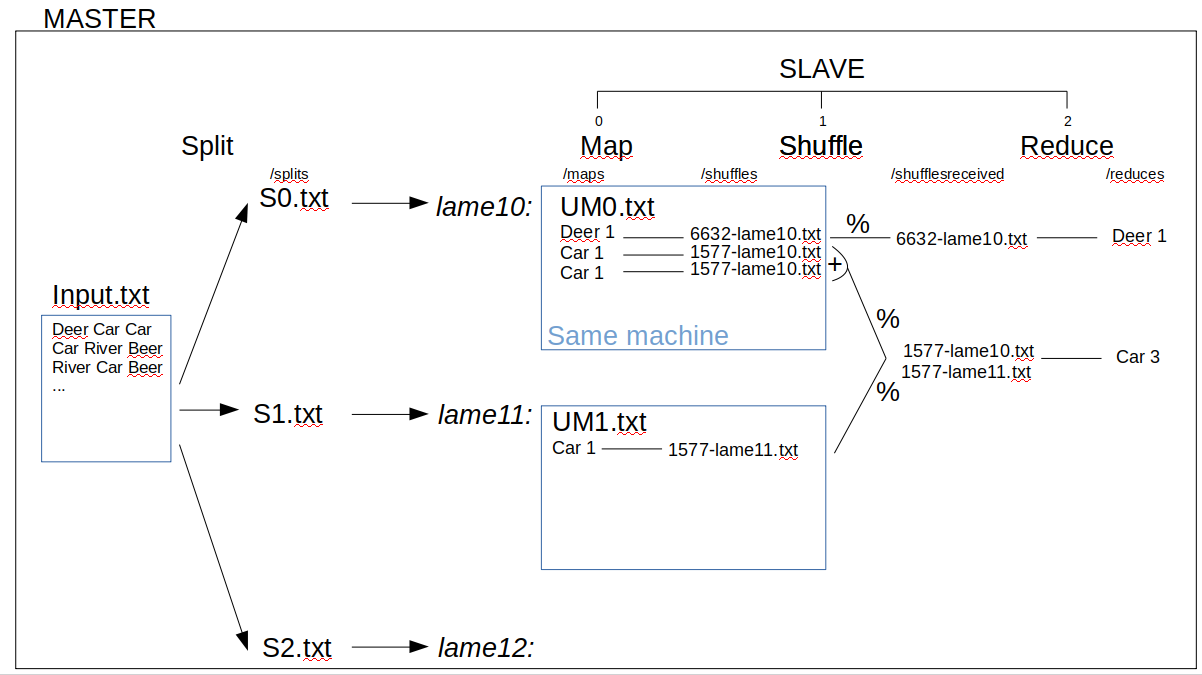 MASTER
SLAVE
0 1 2
Split Map Shuffle Reduce
/splits /maps /shuffles /shufflesreceived /reduces
S0.txt lame10: UM0.txt
Deer 1 6632-lame10.txt % 6632-lame10.txt Deer 1
Car 1 1577-lame10.txt
Car 1 1577-lame10.txt +
Same machine
Input.txt
Deer Car Car
Car River Beer
River Car Beer
...
%
1577-lame10.txt Car 3
1577-lame11.txt
%
S1.txt lame11: UM1.txt
Car 1 1577-lame11.txt
S2.txt lame12: